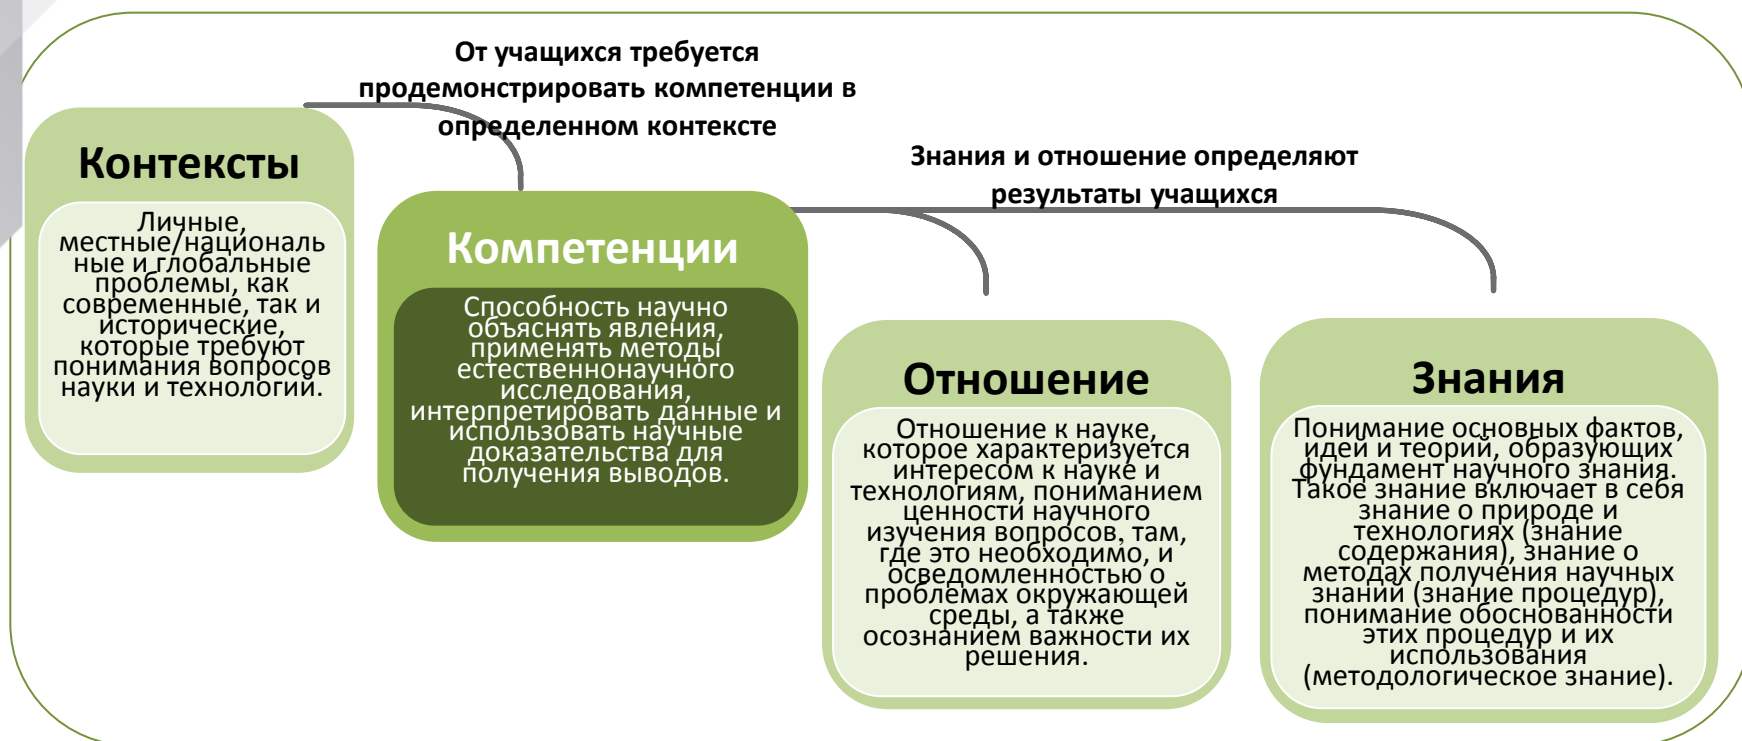 От учащихся требуется
продемонстрировать компетенции в
определенном контексте
Знания и отношение определяют
результаты учащихся
Контексты
Личные,
местные/националь
ные и глобальные
проблемы, как
современные, так и
исторические,
которые требуют
понимания вопросов
науки и технологий.
Компетенции
Способность научно
объяснять явления,
применять методы
естественнонаучного
исследования,
интерпретировать данные и
использовать научные
доказательства для
получения выводов.
Отношение
Отношение к науке,
которое характеризуется
интересом к науке и
технологиям, пониманием
ценности научного
изучения вопросов, там,
где это необходимо, и
осведомленностью о
проблемах окружающей
среды, а также
осознанием важности их
решения.
Знания
Понимание основных фактов,
идей и теорий, образующих
фундамент научного знания.
Такое знание включает в себя
знание о природе и
технологиях (знание
содержания), знание о
методах получения научных
знаний (знание процедур),
понимание обоснованности
этих процедур и их
использования
(методологическое знание).